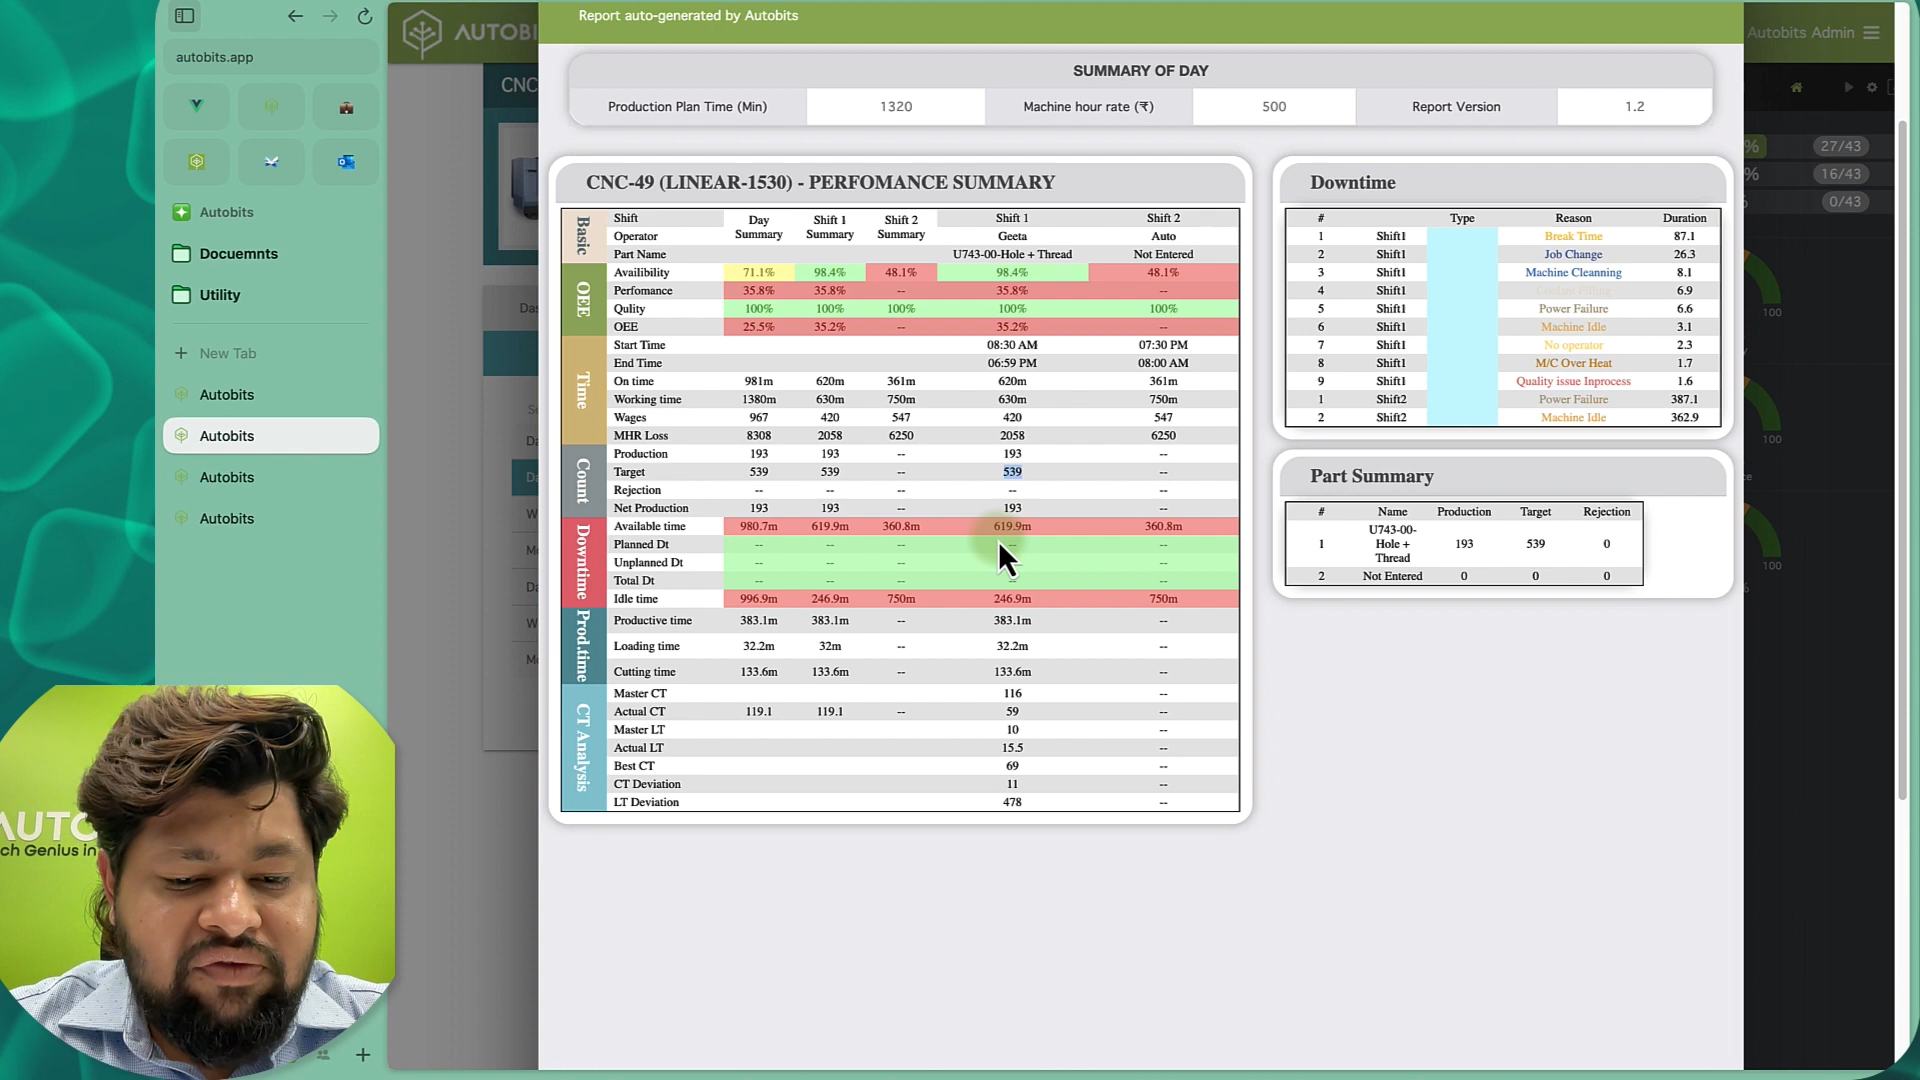 Report auto-generated by Autobits
autobits.app
AUTOBI
Autobits Admin
SUMMARY OF DAY
Production Plan Time (Min) 1320 Machine hour rate (₹) 500 Report Version 1.2
CNC
% 27/43
% 16/43
0/43
Autobits
Docuemnts
Utility
+ New Tab
Autobits
Autobits
Autobits
Autobits
CNC-49 (LINEAR-1530) - PERFOMANCE SUMMARY
Basic
Shift Day Summary Shift 1 Summary Shift 2 Summary Shift 1 Shift 2
Operator Geeta Auto
Part Name U743-00-Hole + Thread Not Entered
OEE
Availibility 71.1% 98.4% 48.1% 98.4% 48.1%
Perfomance 35.8% 35.8% -- 35.8% --
Qulity 100% 100% 100% 100% 100%
OEE 25.5% 35.2% -- 35.2% --
Time
Start Time 08:30 AM 07:30 PM
End Time 06:59 PM 08:00 AM
On time 981m 620m 361m 620m 361m
Working time 1380m 630m 750m 630m 750m
Wages 967 420 547 420 547
MHR Loss 8308 2058 6250 2058 6250
Count
Production 193 193 -- 193 --
Target 539 539 -- 539 --
Rejection -- -- -- -- --
Net Production 193 193 -- 193 --
Downtime
Available time 980.7m 619.9m 360.8m 619.9m 360.8m
Planned Dt -- -- -- -- --
Unplanned Dt -- -- -- -- --
Total Dt -- -- -- -- --
Idle time 996.9m 246.9m 750m 246.9m 750m
Prod.time
Productive time 383.1m 383.1m -- 383.1m --
Loading time 32.2m 32m -- 32.2m --
Cutting time 133.6m 133.6m -- 133.6m --
CT Analysis
Master CT 116 --
Actual CT 119.1 119.1 -- 59 --
Master LT 10 --
Actual LT 15.5 --
Best CT 69 --
CT Deviation 11 --
LT Deviation 478 --
Downtime
# Type Reason Duration
1 Shift1 Break Time 87.1
2 Shift1 Job Change 26.3
3 Shift1 Machine Cleanning 8.1
4 Shift1 Coolant Filling 6.9
5 Shift1 Power Failure 6.6
6 Shift1 Machine Idle 3.1
7 Shift1 No operator 2.3
8 Shift1 M/C Over Heat 1.7
9 Shift1 Quality issue Inprocess 1.6
1 Shift2 Power Failure 387.1
2 Shift2 Machine Idle 362.9
Part Summary
# Name Production Target Rejection
1 U743-00-Hole + Thread 193 539 0
2 Not Entered 0 0 0
100
100
100
AUTO
ch Genius in